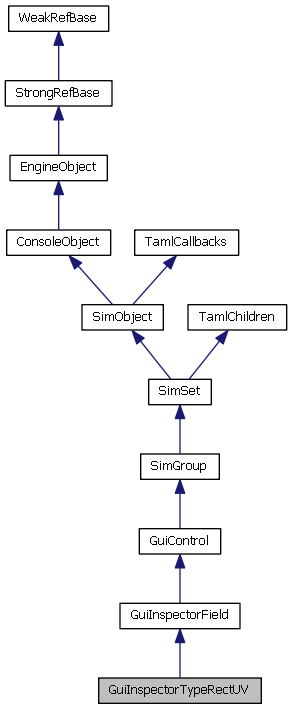 WeakRefBase
StrongRefBase
EngineObject
ConsoleObject
TamlCallbacks
SimObject
TamlChildren
SimSet
SimGroup
GuiControl
GuiInspectorField
GuiInspectorTypeRectUV